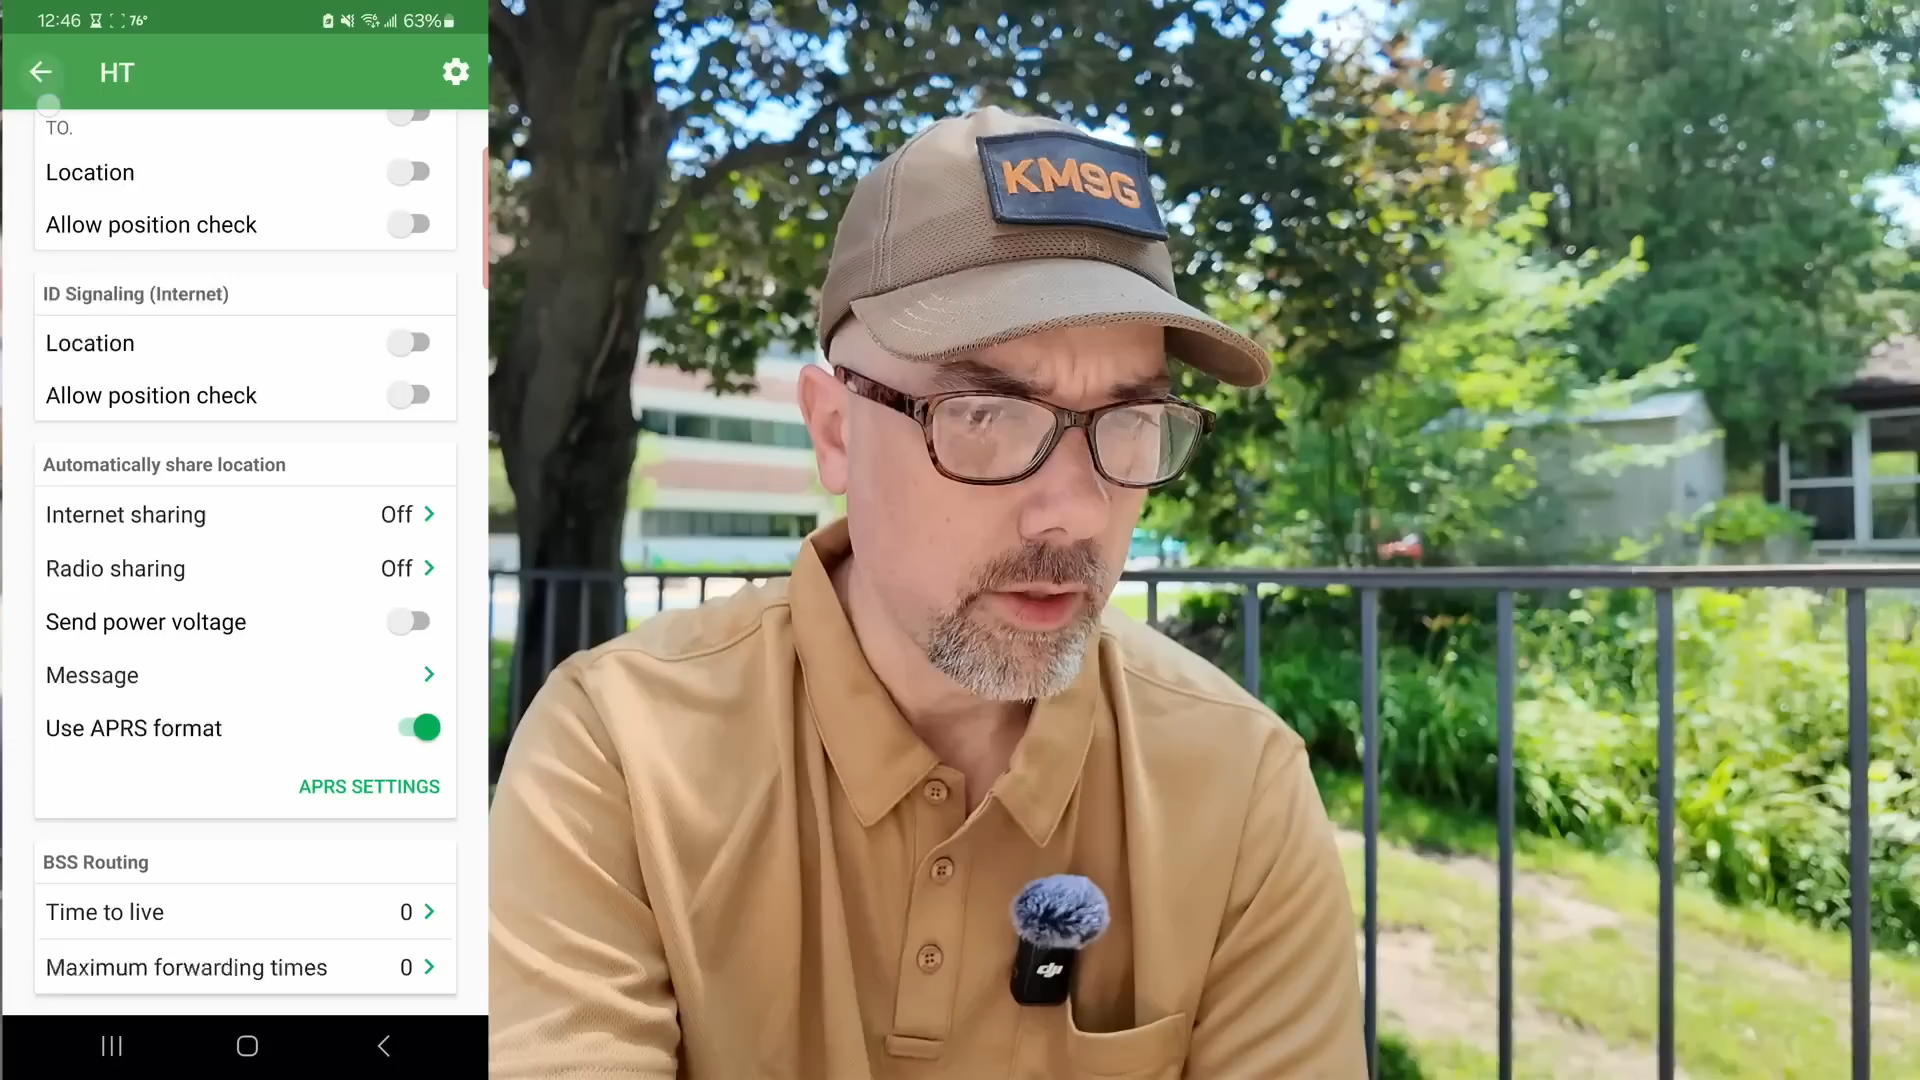 12:46 76° 63%
HT
TO.
Location
Allow position check
ID Signaling (Internet)
Location
Allow position check
Automatically share location
Internet sharing Off
Radio sharing Off
Send power voltage
Message
Use APRS format
APRS SETTINGS
BSS Routing
Time to live 0
Maximum forwarding times 0
KM9G
dji